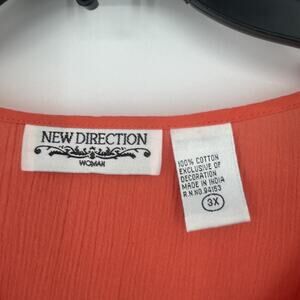 NEW DIRECTION
WOMAN
100% COTTON
EXCLUSIVE OF
DECORATION
MADE IN INDIA
R.N.NO.94153
3X